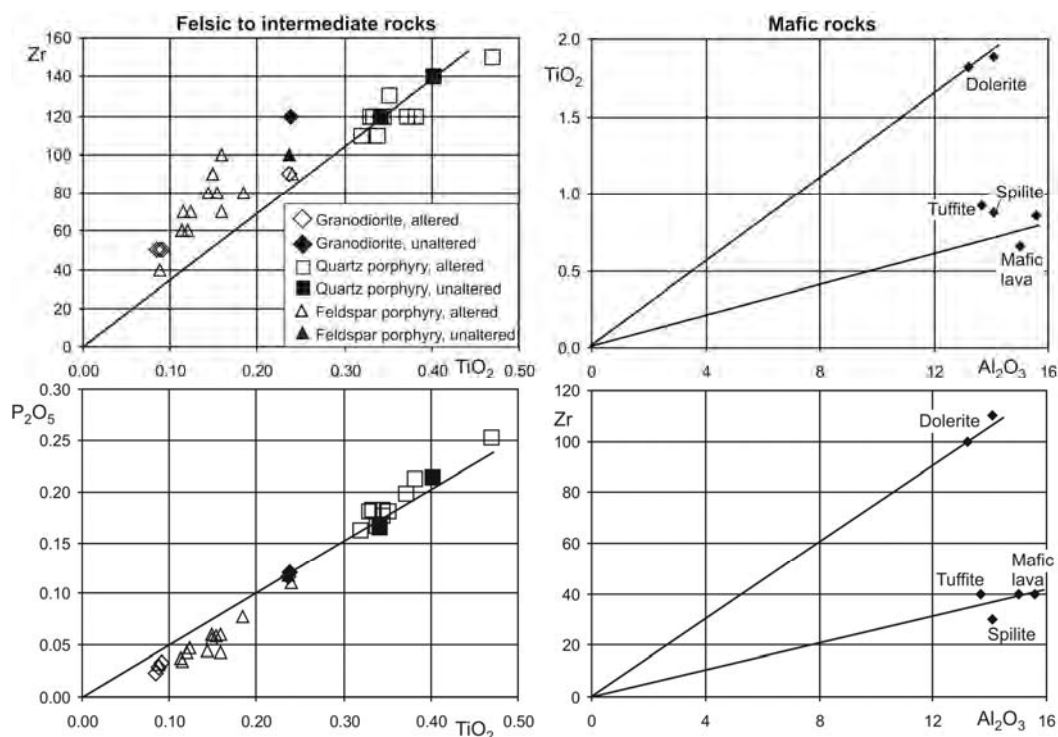 Felsic to intermediate rocks
Zr
160
140
120
100
80
60
40
20
0
0.00 0.10 0.20 0.30 0.40 0.50
TiO₂
Granodiorite, altered
Granodiorite, unaltered
Quartz porphyry, altered
Quartz porphyry, unaltered
Feldspar porphyry, altered
Feldspar porphyry, unaltered
Mafic rocks
TiO₂
2.0
1.5
1.0
0.5
0.0
Dolerite
Spilite
Tuffite
Mafic
lava
0 4 8 12 16
Al₂O₃
P₂O₅
0.30
0.25
0.20
0.15
0.10
0.05
0.00
0.00 0.10 0.20 0.30 0.40 0.50
TiO₂
Zr
120
100
80
60
40
20
0
Dolerite
Tuffite
Mafic
lava
Spilite
0 4 8 12 16
Al₂O₃